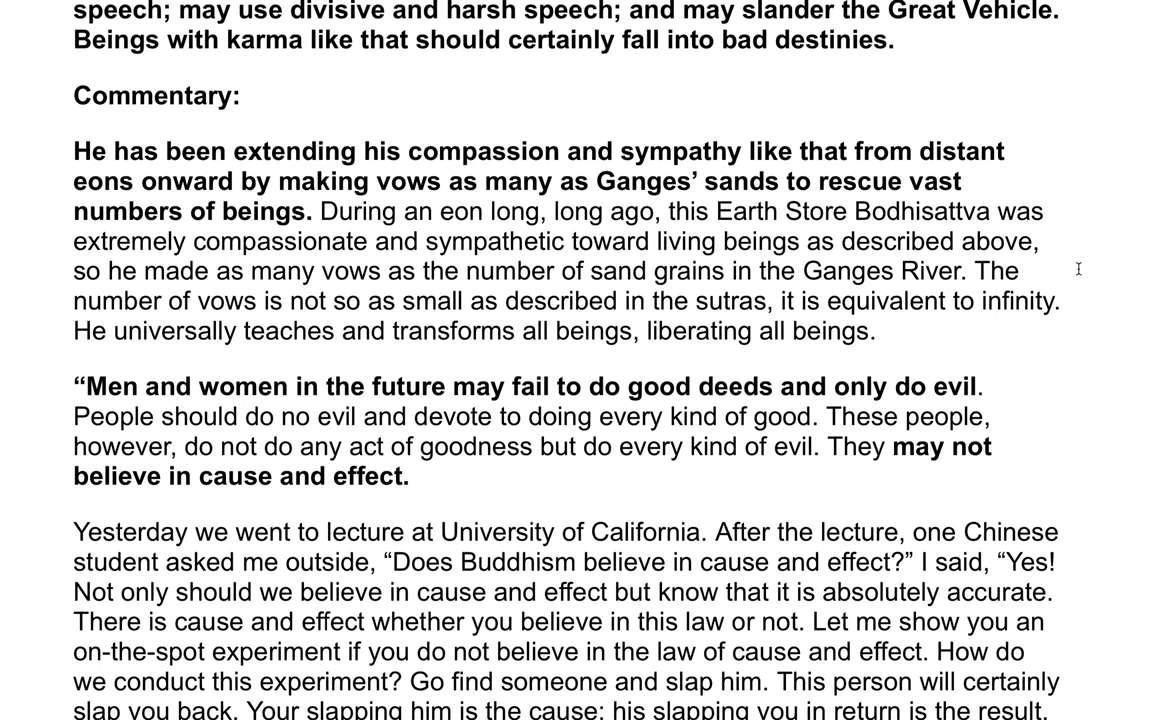 speech; may use divisive and harsh speech; and may slander the Great Vehicle.
Beings with karma like that should certainly fall into bad destinies.
Commentary:
He has been extending his compassion and sympathy like that from distant
eons onward by making vows as many as Ganges’ sands to rescue vast
numbers of beings. During an eon long, long ago, this Earth Store Bodhisattva was
extremely compassionate and sympathetic toward living beings as described above,
so he made as many vows as the number of sand grains in the Ganges River. The
number of vows is not so as small as described in the sutras, it is equivalent to infinity.
He universally teaches and transforms all beings, liberating all beings.
“Men and women in the future may fail to do good deeds and only do evil.
People should do no evil and devote to doing every kind of good. These people,
however, do not do any act of goodness but do every kind of evil. They may not
believe in cause and effect.
Yesterday we went to lecture at University of California. After the lecture, one Chinese
student asked me outside, “Does Buddhism believe in cause and effect?” I said, “Yes!
Not only should we believe in cause and effect but know that it is absolutely accurate.
There is cause and effect whether you believe in this law or not. Let me show you an
on-the-spot experiment if you do not believe in the law of cause and effect. How do
we conduct this experiment? Go find someone and slap him. This person will certainly
slap you back. Your slapping him is the cause; his slapping you in return is the result.